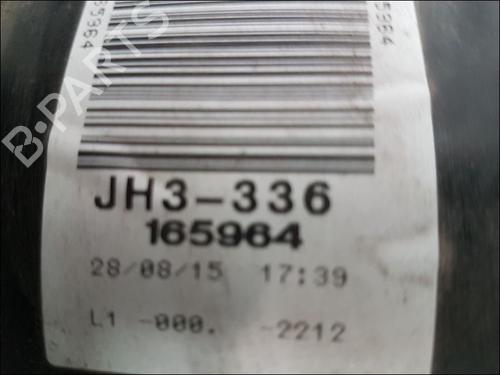 B-PARTS
JH3-336
165964
28/08/15 17:39
L1 -000. -2212